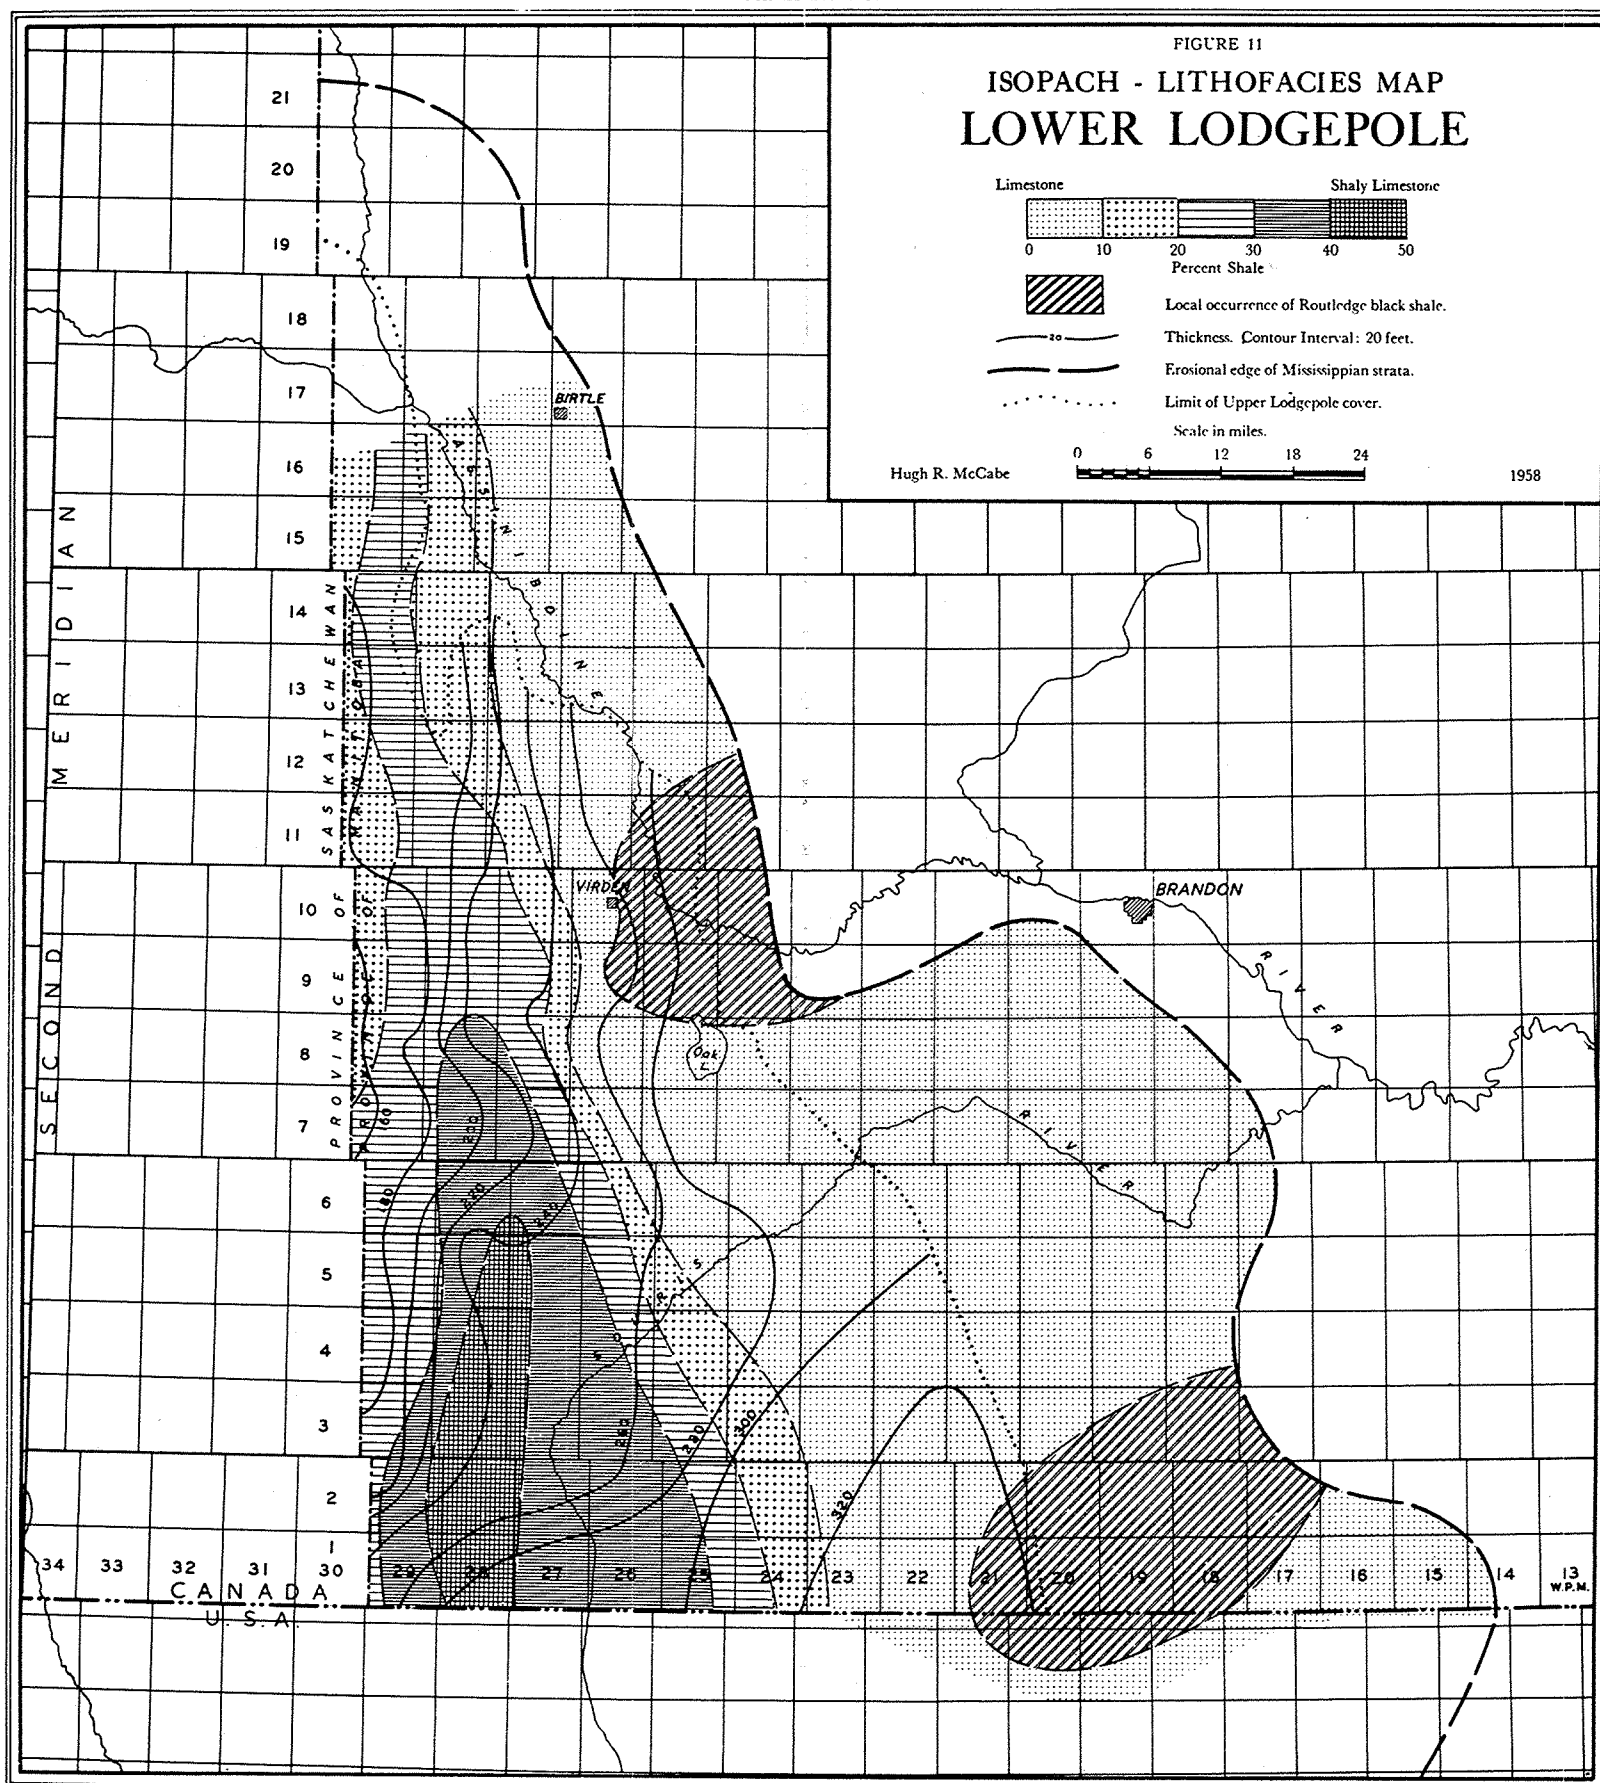 FIGURE 11
ISOPACH - LITHOFACIES MAP
LOWER LODGEPOLE
Limestone Shaly Limestone
0 10 20 30 40 50
Percent Shale
Local occurrence of Routledge black shale.
20 Thickness. Contour Interval: 20 feet.
Erosional edge of Mississippian strata.
Limit of Upper Lodgepole cover.
Scale in miles.
0 6 12 18 24
Hugh R. McCabe 1958
21
20
19
18
17
16
15
14
13
12
11
10
9
8
7
6
5
4
3
2
1
SECOND MERIDIAN
PROVINCE OF SASKATCHEWAN
PROVINCE OF MANITOBA
BIRTLE
ASSINIBOINE
VIRDEN
BRANDON
RIVER
Oak L.
SOURIS
RIVER
160
180
200
220
240
260
280
300
320
34 33 32 31 30 29 28 27 26 25 24 23 22 21 20 19 18 17 16 15 14 13
W.P.M.
CANADA
U.S.A.